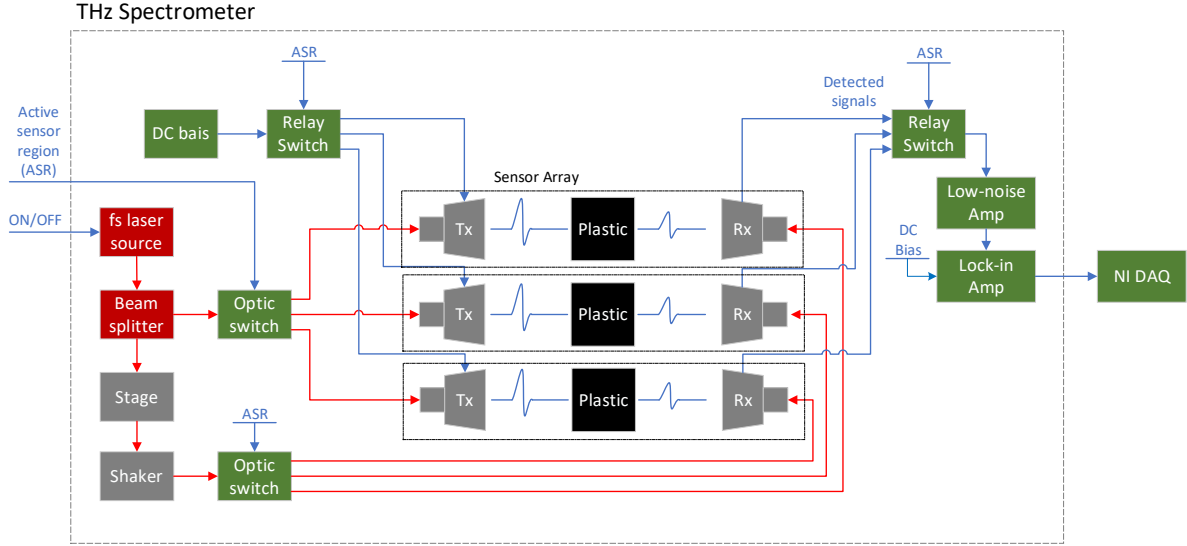 THz Spectrometer
ASR
ASR
Active
sensor
region
(ASR)
DC bais
Relay
Switch
Detected
signals
Relay
Switch
Sensor Array
ON/OFF
fs laser
source
Tx
Plastic
Rx
Low-noise
Amp
DC
Bias
Lock-in
Amp
NI DAQ
Beam
splitter
Optic
switch
Tx
Plastic
Rx
Stage
Tx
Plastic
Rx
ASR
Shaker
Optic
switch